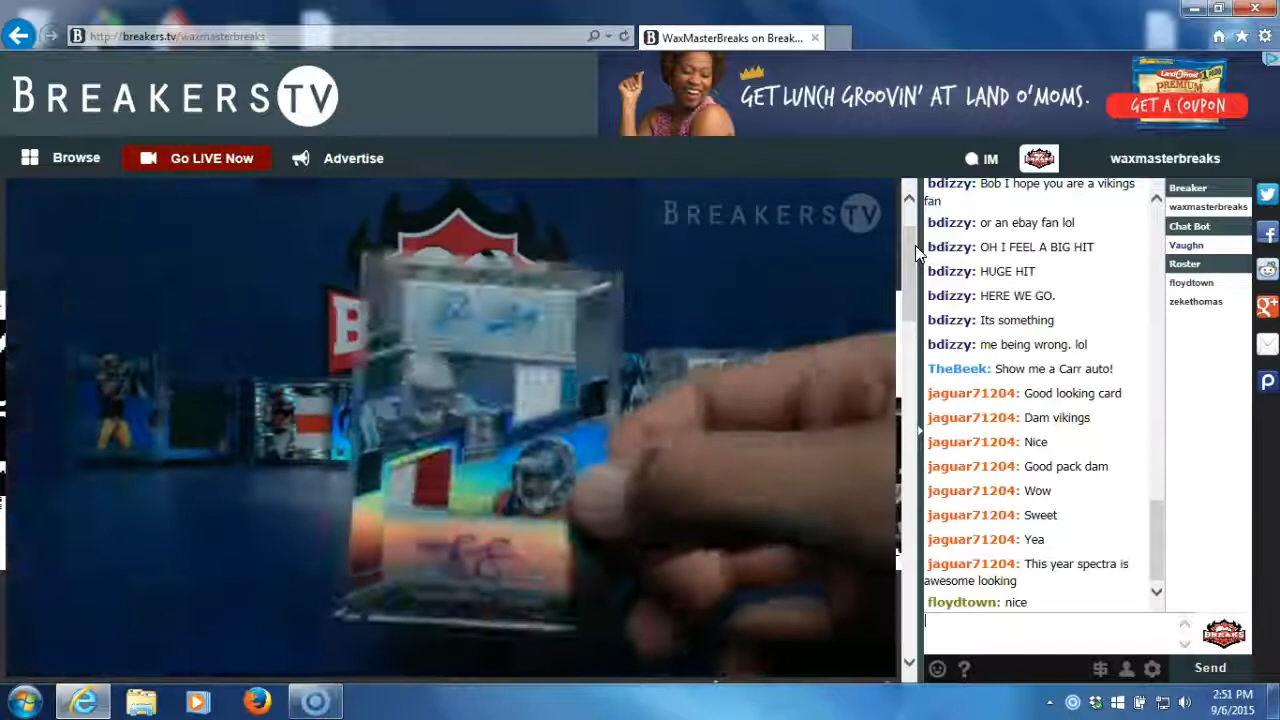 http://breakers.tv/waxmasterbreaks
B WaxMasterBreaks on Break...
BREAKERS TV
GET LUNCH GROOVIN' AT LAND O'MOMS.
Land O'Frost
PREMIUM
GET A COUPON
Browse
Go LIVE Now
Advertise
IM
waxmasterbreaks
BREAKERS TV
B
bdizzy: Bob I hope you are a vikings
fan
bdizzy: or an ebay fan lol
bdizzy: OH I FEEL A BIG HIT
bdizzy: HUGE HIT
bdizzy: HERE WE GO.
bdizzy: Its something
bdizzy: me being wrong. lol
TheBeek: Show me a Carr auto!
jaguar71204: Good looking card
jaguar71204: Dam vikings
jaguar71204: Nice
jaguar71204: Good pack dam
jaguar71204: Wow
jaguar71204: Sweet
jaguar71204: Yea
jaguar71204: This year spectra is
awesome looking
floydtown: nice
Breaker
waxmasterbreaks
Chat Bot
Vaughn
Roster
floydtown
zekethomas
BREAKS
Send
2:51 PM
9/6/2015